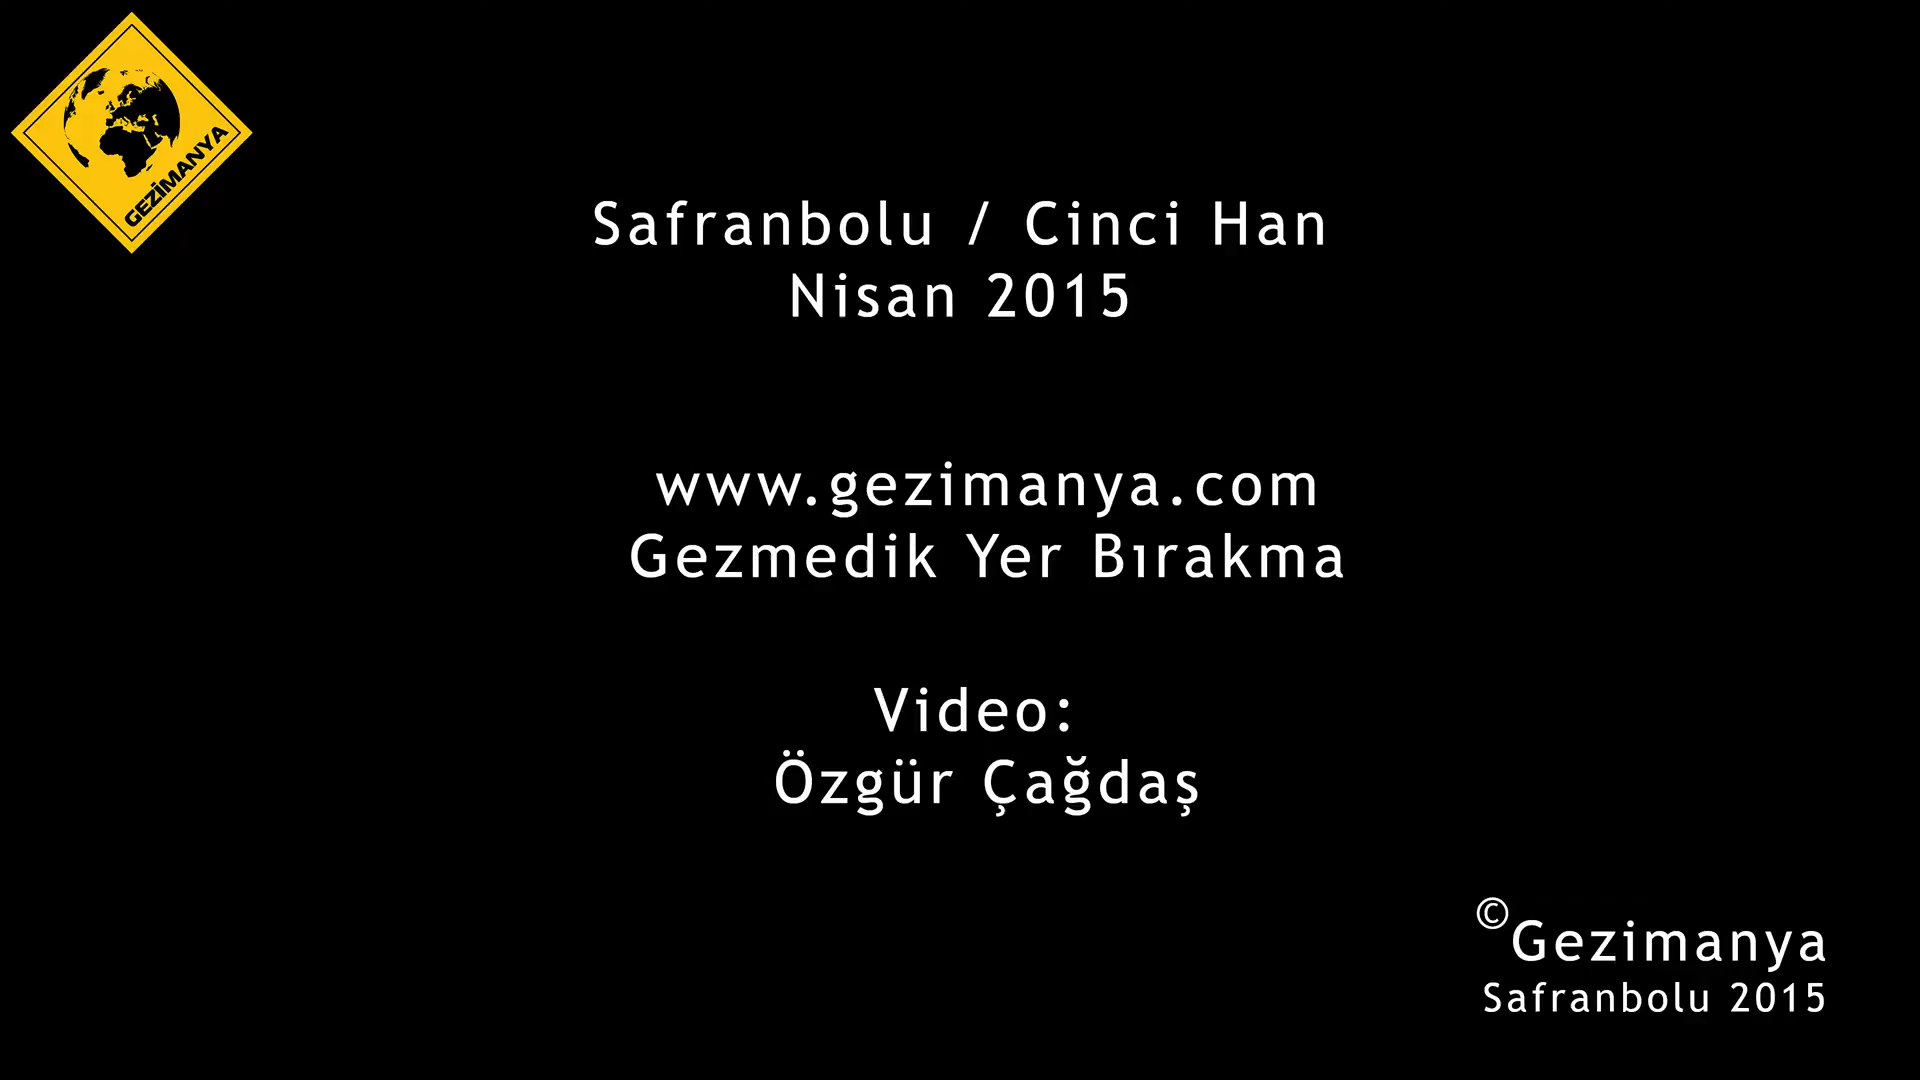 GEZİMANYA
Safranbolu / Cinci Han
Nisan 2015
www.gezimanya.com
Gezmedik Yer Bırakma
Video:
Özgür Çağdaş
©Gezimanya
Safranbolu 2015